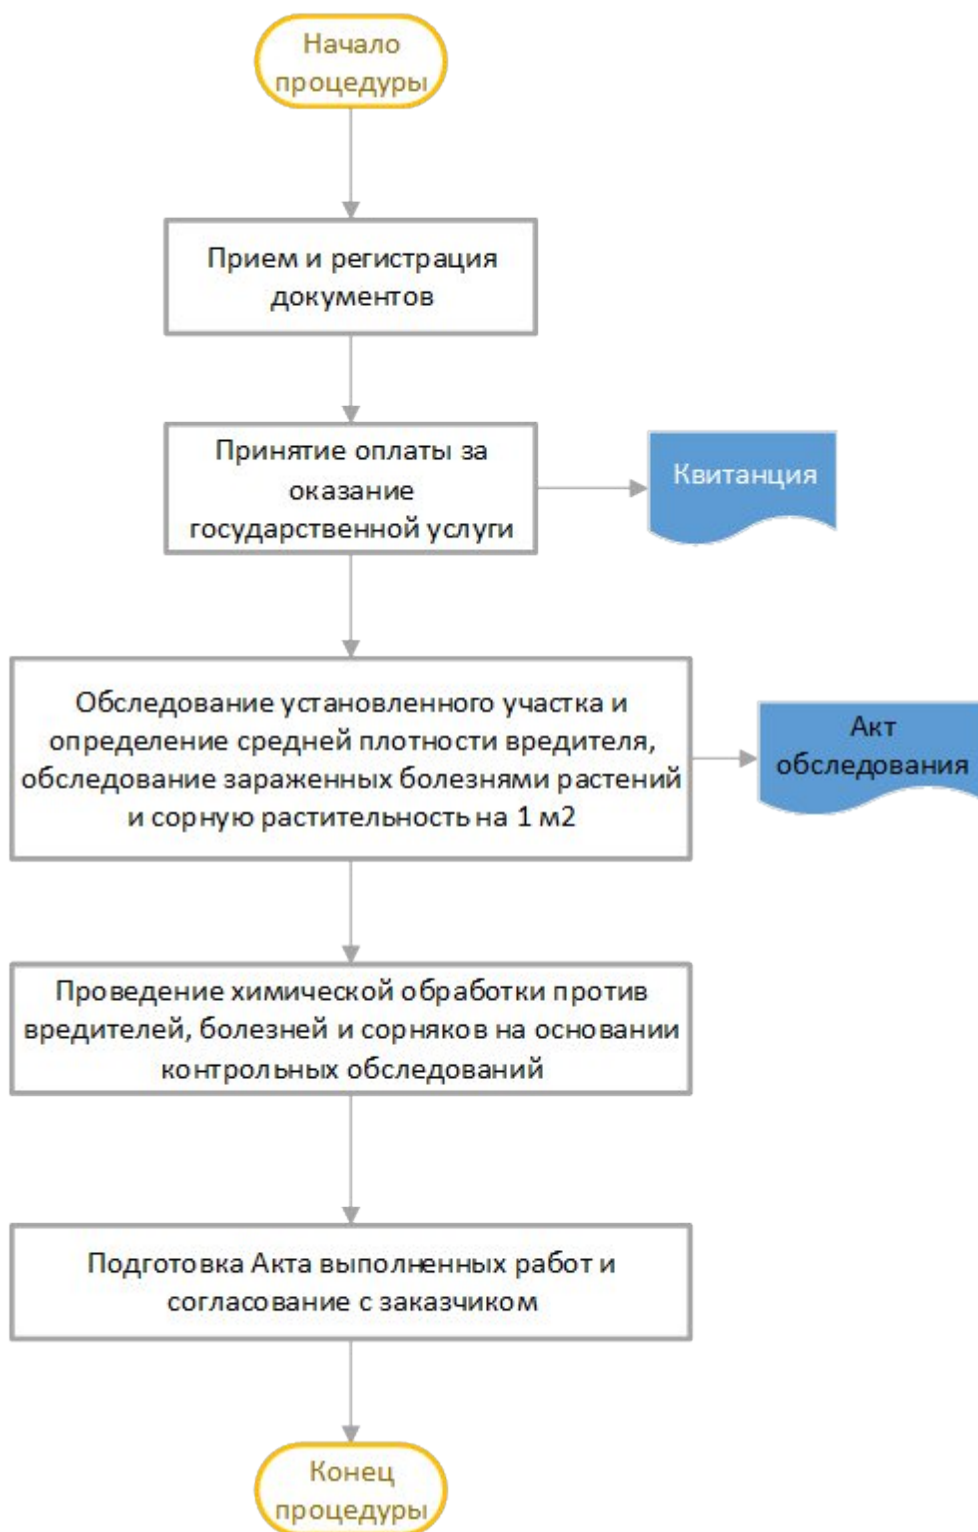 Начало
процедуры
Прием и регистрация
документов
Принятие оплаты за
оказание
государственной услуги
Квитанция
Обследование установленного участка и
определение средней плотности вредителя,
обследование зараженных болезнями растений
и сорную растительность на 1 м2
Акт
обследования
Проведение химической обработки против
вредителей, болезней и сорняков на основании
контрольных обследований
Подготовка Акта выполненных работ и
согласование с заказчиком
Конец
процедуры